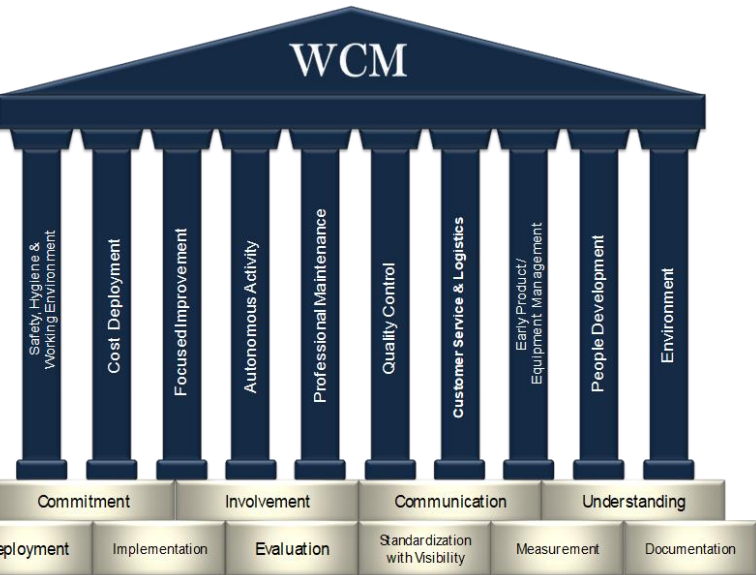 WCM
Safety, Hygiene &
Working Environment
Cost Deployment
Focused Improvement
Autonomous Activity
Professional Maintenance
Quality Control
Customer Service & Logistics
Early Product /
Equipment Management
People Development
Environment
Commitment
Involvement
Communication
Understanding
eployment
Implementation
Evaluation
Standardization
with Visibility
Measurement
Documentation